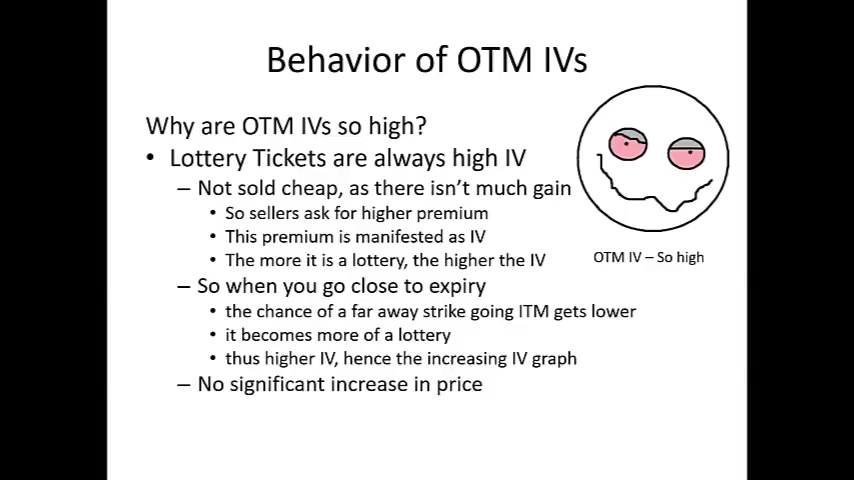 Behavior of OTM IVs
Why are OTM IVs so high?
• Lottery Tickets are always high IV
– Not sold cheap, as there isn't much gain
• So sellers ask for higher premium
• This premium is manifested as IV
• The more it is a lottery, the higher the IV
– So when you go close to expiry
• the chance of a far away strike going ITM gets lower
• it becomes more of a lottery
• thus higher IV, hence the increasing IV graph
– No significant increase in price
OTM IV – So high